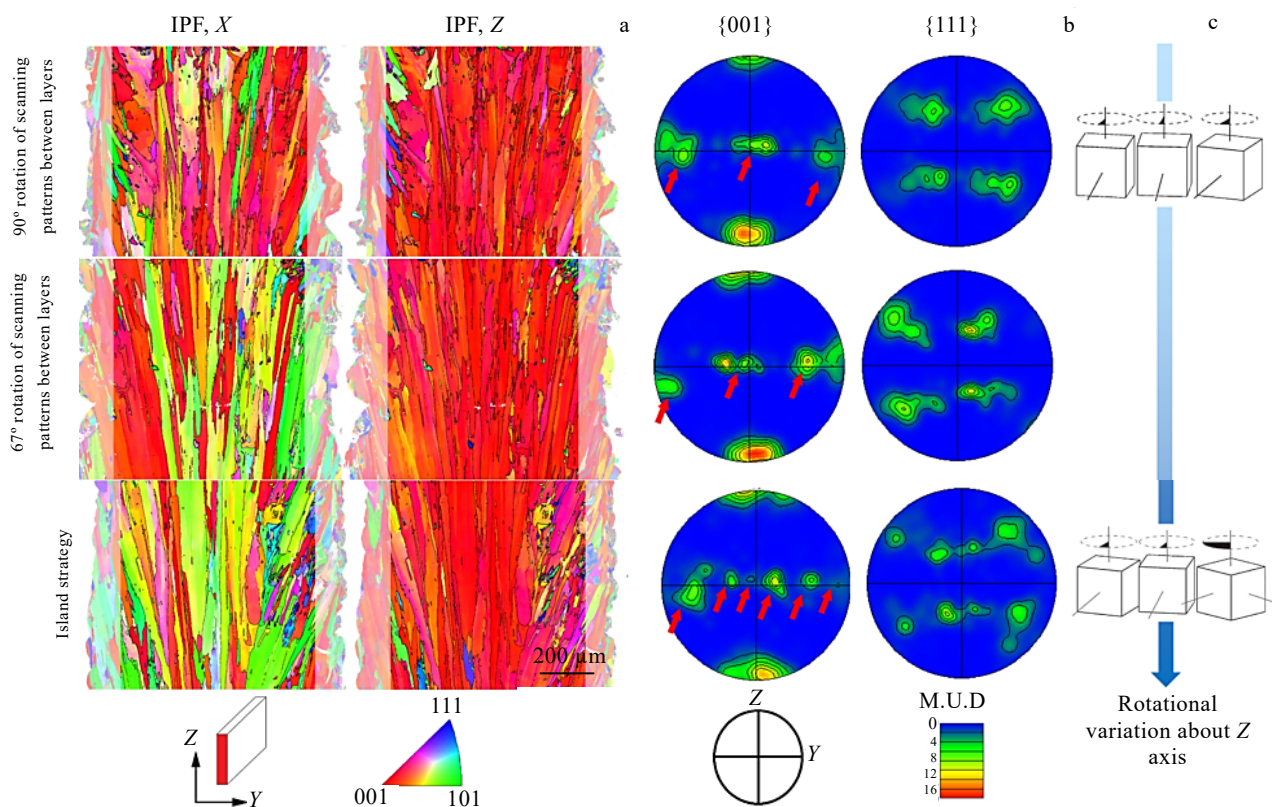 IPF, X
IPF, Z
a
{001}
{111}
b
c
90° rotation of scanning
patterns between layers
67° rotation of scanning
patterns between layers
Island strategy
200 µm
Z
Y
111
001
101
Z
Y
M.U.D
0
4
8
12
16
Rotational
variation about Z
axis